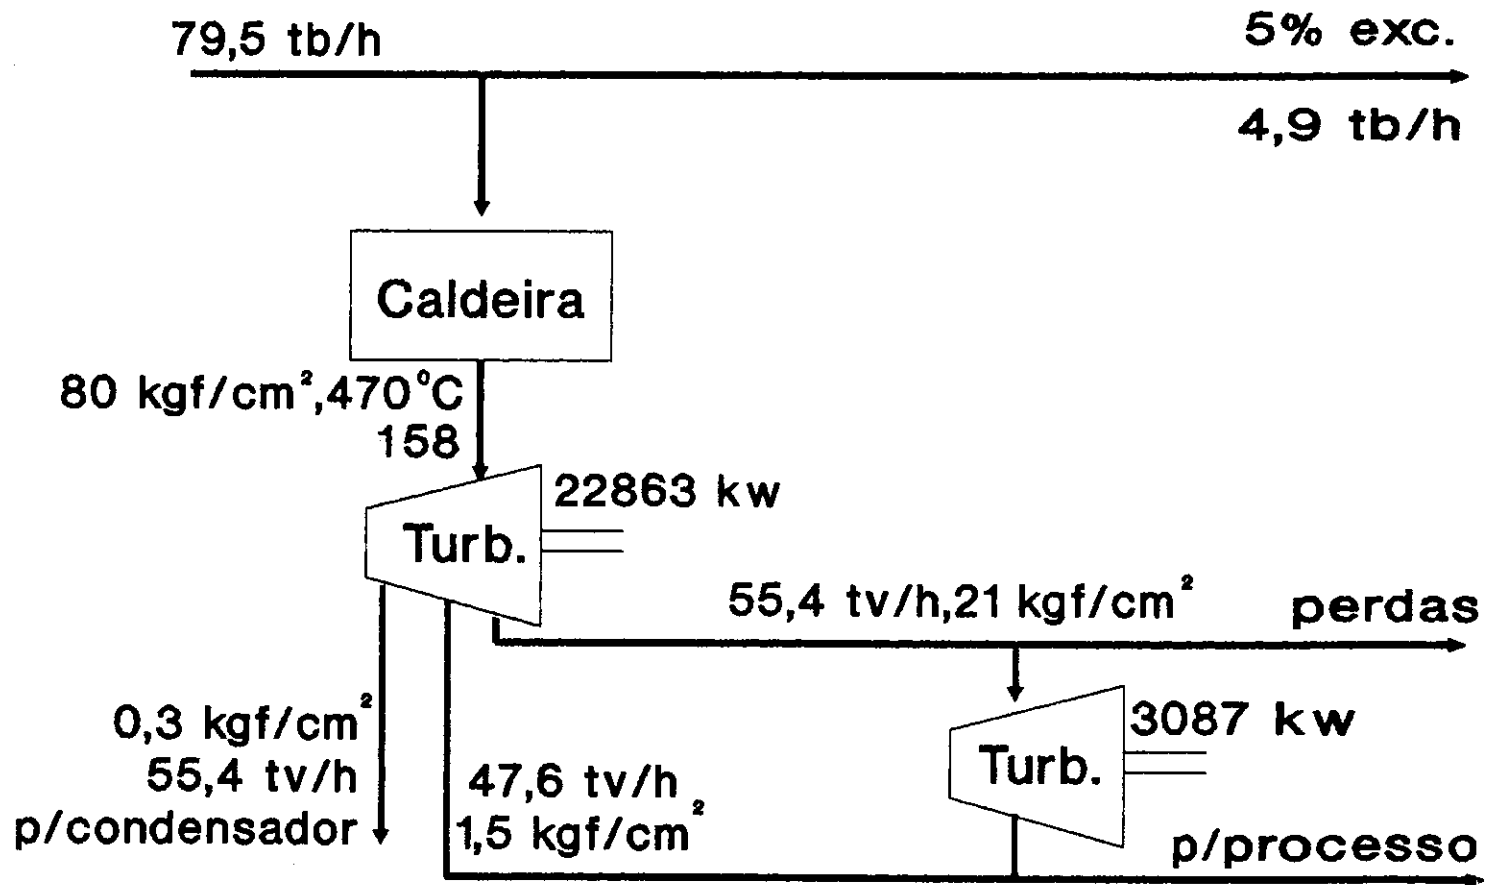 79,5 tb/h
5% exc.
4,9 tb/h
Caldeira
80 kgf/cm²,470°C
158
22863 kw
Turb.
55,4 tv/h,21 kgf/cm²
perdas
0,3 kgf/cm²
55,4 tv/h
p/condensador
47,6 tv/h
1,5 kgf/cm²
3087 kw
Turb.
p/processo